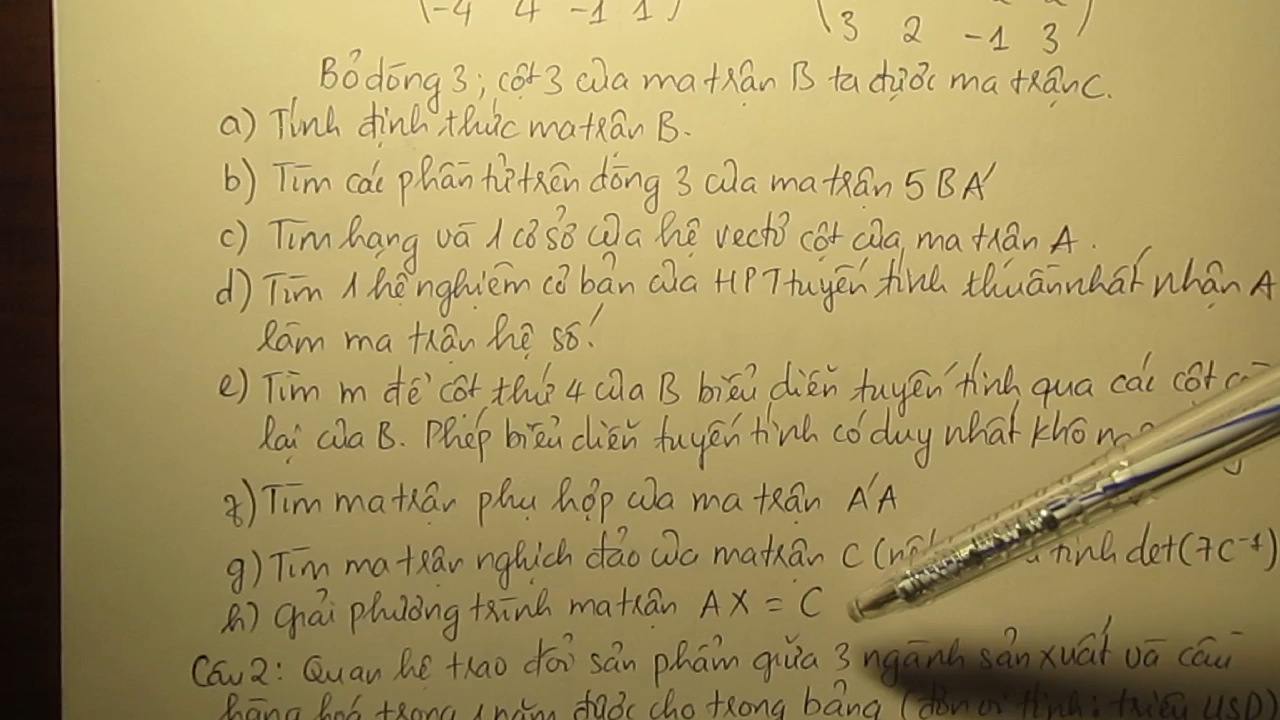 -4 4 -1 1
3 2 -1 3
Bỏ dòng 3; cột 3 của ma trận B ta được ma trận C.
a) Tính định thức ma trận B.
b) Tìm các phần tử trên dòng 3 của ma trận 5BA'
c) Tìm hạng và 1 cơ sở của hệ vectơ cột của ma trận A.
d) Tìm 1 hệ nghiệm cơ bản của HPT tuyến tính thuần nhất nhận A
làm ma trận hệ số!
e) Tìm m để cột thứ 4 của B biểu diễn tuyến tính qua các cột
lại của B. Phép biểu diễn tuyến tính có duy nhất
f) Tìm ma trận phụ hợp của ma trận A'A
g) Tìm ma trận nghịch đảo của ma trận C tính det(7C⁻¹)
h) Giải phương trình ma trận AX = C
Câu 2: Quan hệ trao đổi sản phẩm giữa 3 ngành sản xuất và cầu
hàng hoá trong 1 năm được cho trong bảng (đơn vị tính: triệu USD)